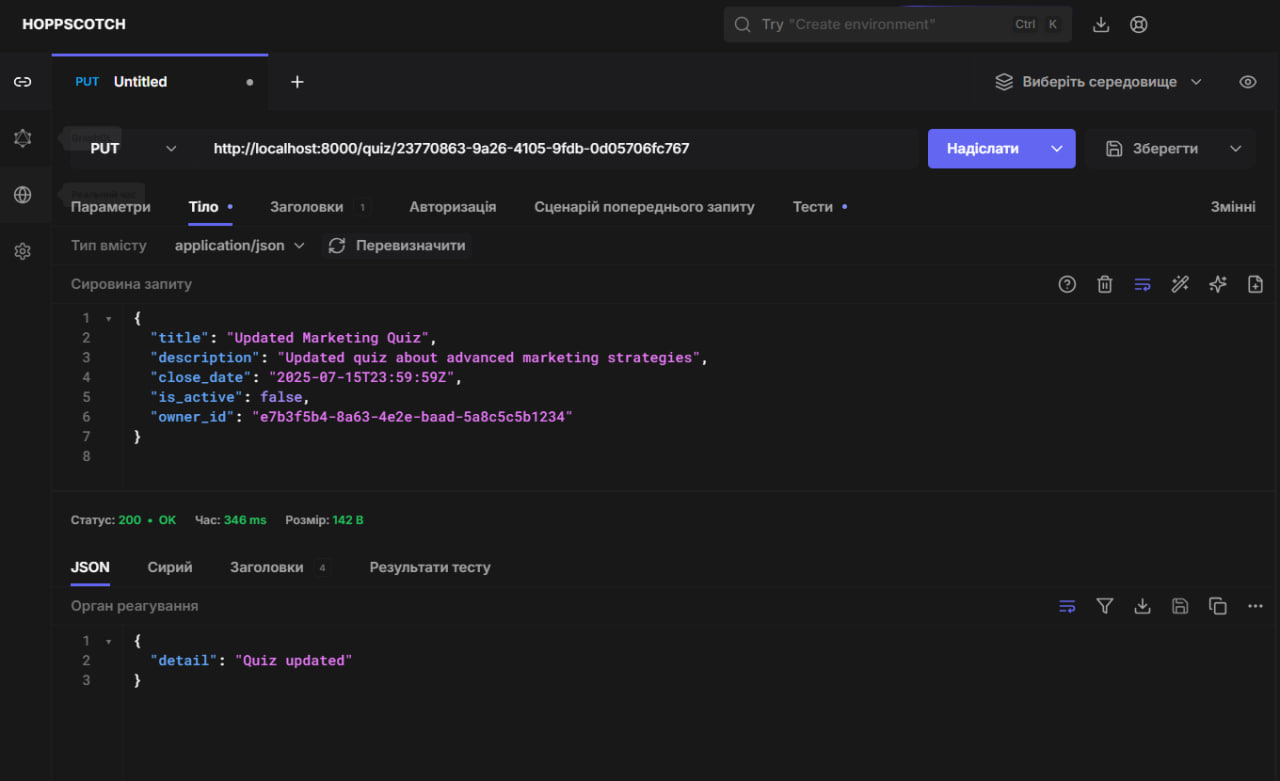 HOPPSCOTCH
Try "Create environment"
Ctrl K
PUT Untitled
+
Виберіть середовище
PUT
http://localhost:8000/quiz/23770863-9a26-4105-9fdb-0d05706fc767
Надіслати
Зберегти
Параметри Тіло Заголовки 1 Авторизація Сценарій попереднього запиту Тести Змінні
Тип вмісту application/json Перевизначити
Сировина запиту
1 {
2 "title": "Updated Marketing Quiz",
3 "description": "Updated quiz about advanced marketing strategies",
4 "close_date": "2025-07-15T23:59:59Z",
5 "is_active": false,
6 "owner_id": "e7b3f5b4-8a63-4e2e-baad-5a8c5c5b1234"
7 }
8
Статус: 200 • OK Час: 346 ms Розмір: 142 B
JSON Сирий Заголовки 4 Результати тесту
Орган реагування
1 {
2 "detail": "Quiz updated"
3 }